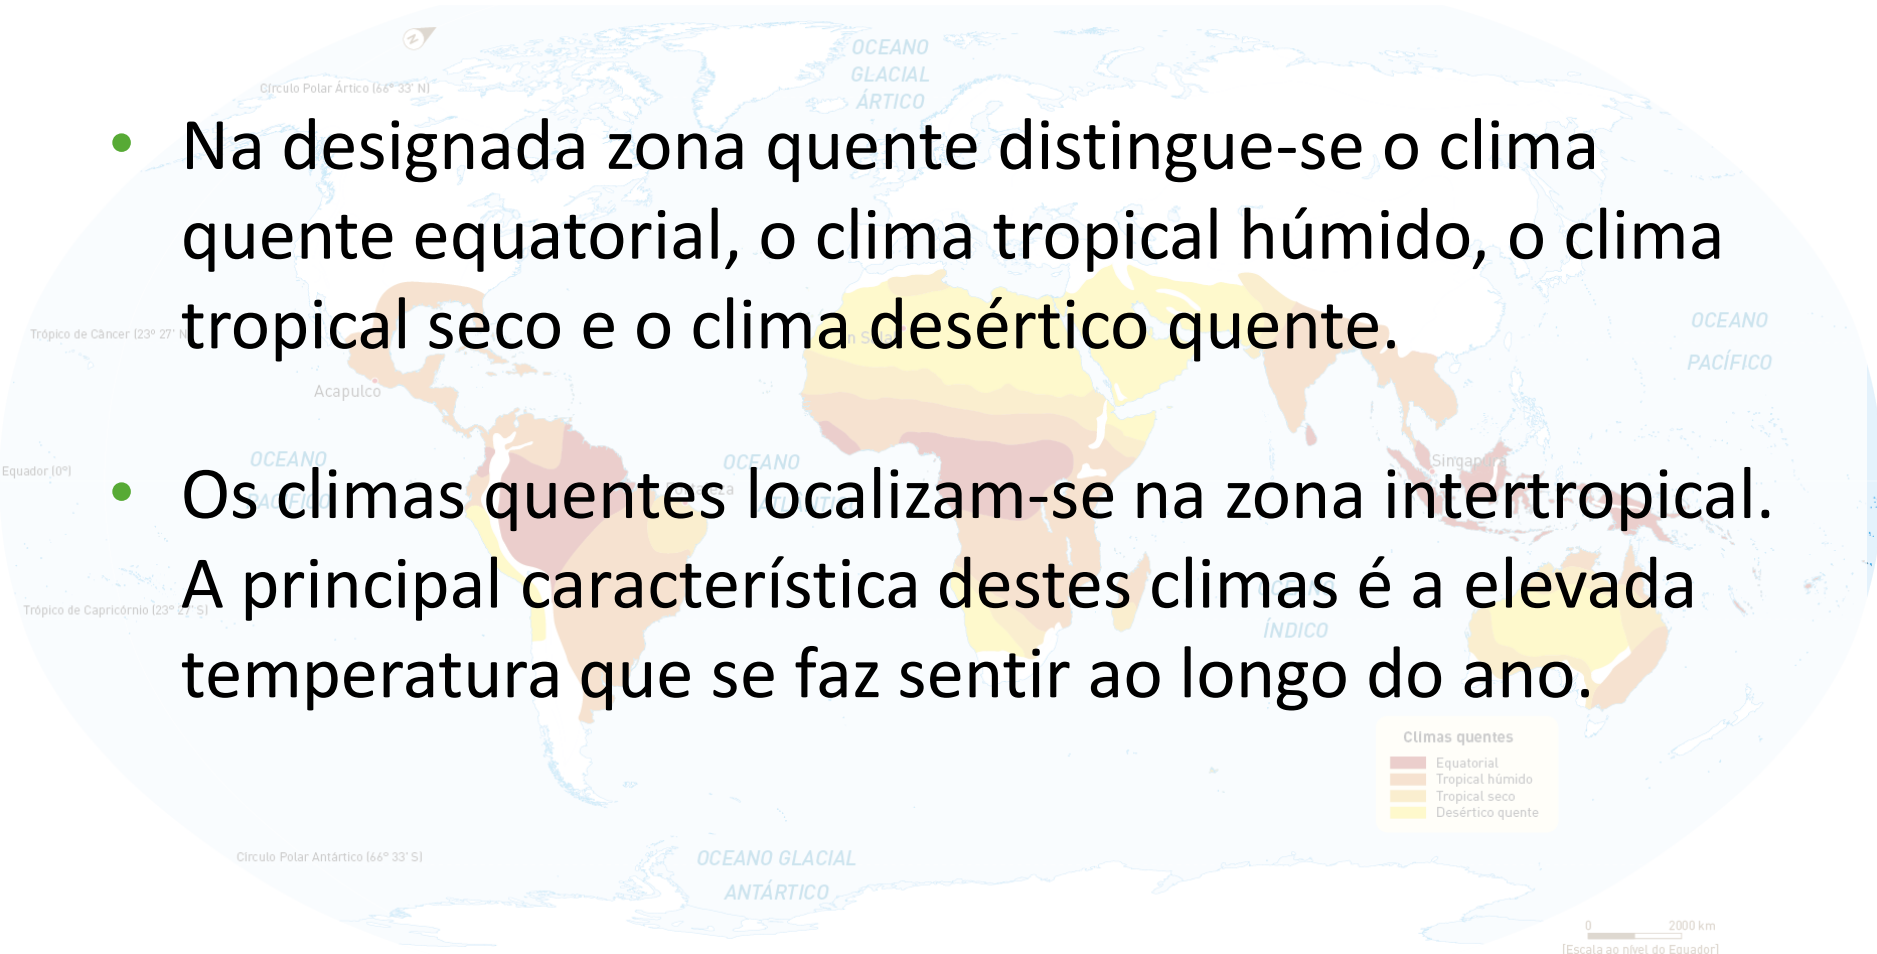 OCEANO
GLACIAL
ÁRTICO
Círculo Polar Ártico (66° 33' N)
• Na designada zona quente distingue-se o clima
quente equatorial, o clima tropical húmido, o clima
tropical seco e o clima desértico quente.
Trópico de Câncer (23° 27' N
OCEANO
PACÍFICO
Acapulco
OCEANO
PACÍFICO
OCEANO
Equador (0°)
• Os climas quentes localizam-se na zona intertropical.
A principal característica destes climas é a elevada
temperatura que se faz sentir ao longo do ano.
Trópico de Capricórnio (23° 27' S)
ÍNDICO
Climas quentes
Equatorial
Tropical húmido
Tropical seco
Desértico quente
Círculo Polar Antártico (66° 33' S)
OCEANO GLACIAL
ANTÁRTICO
0 2000 km
[Escala ao nível do Equador]
N